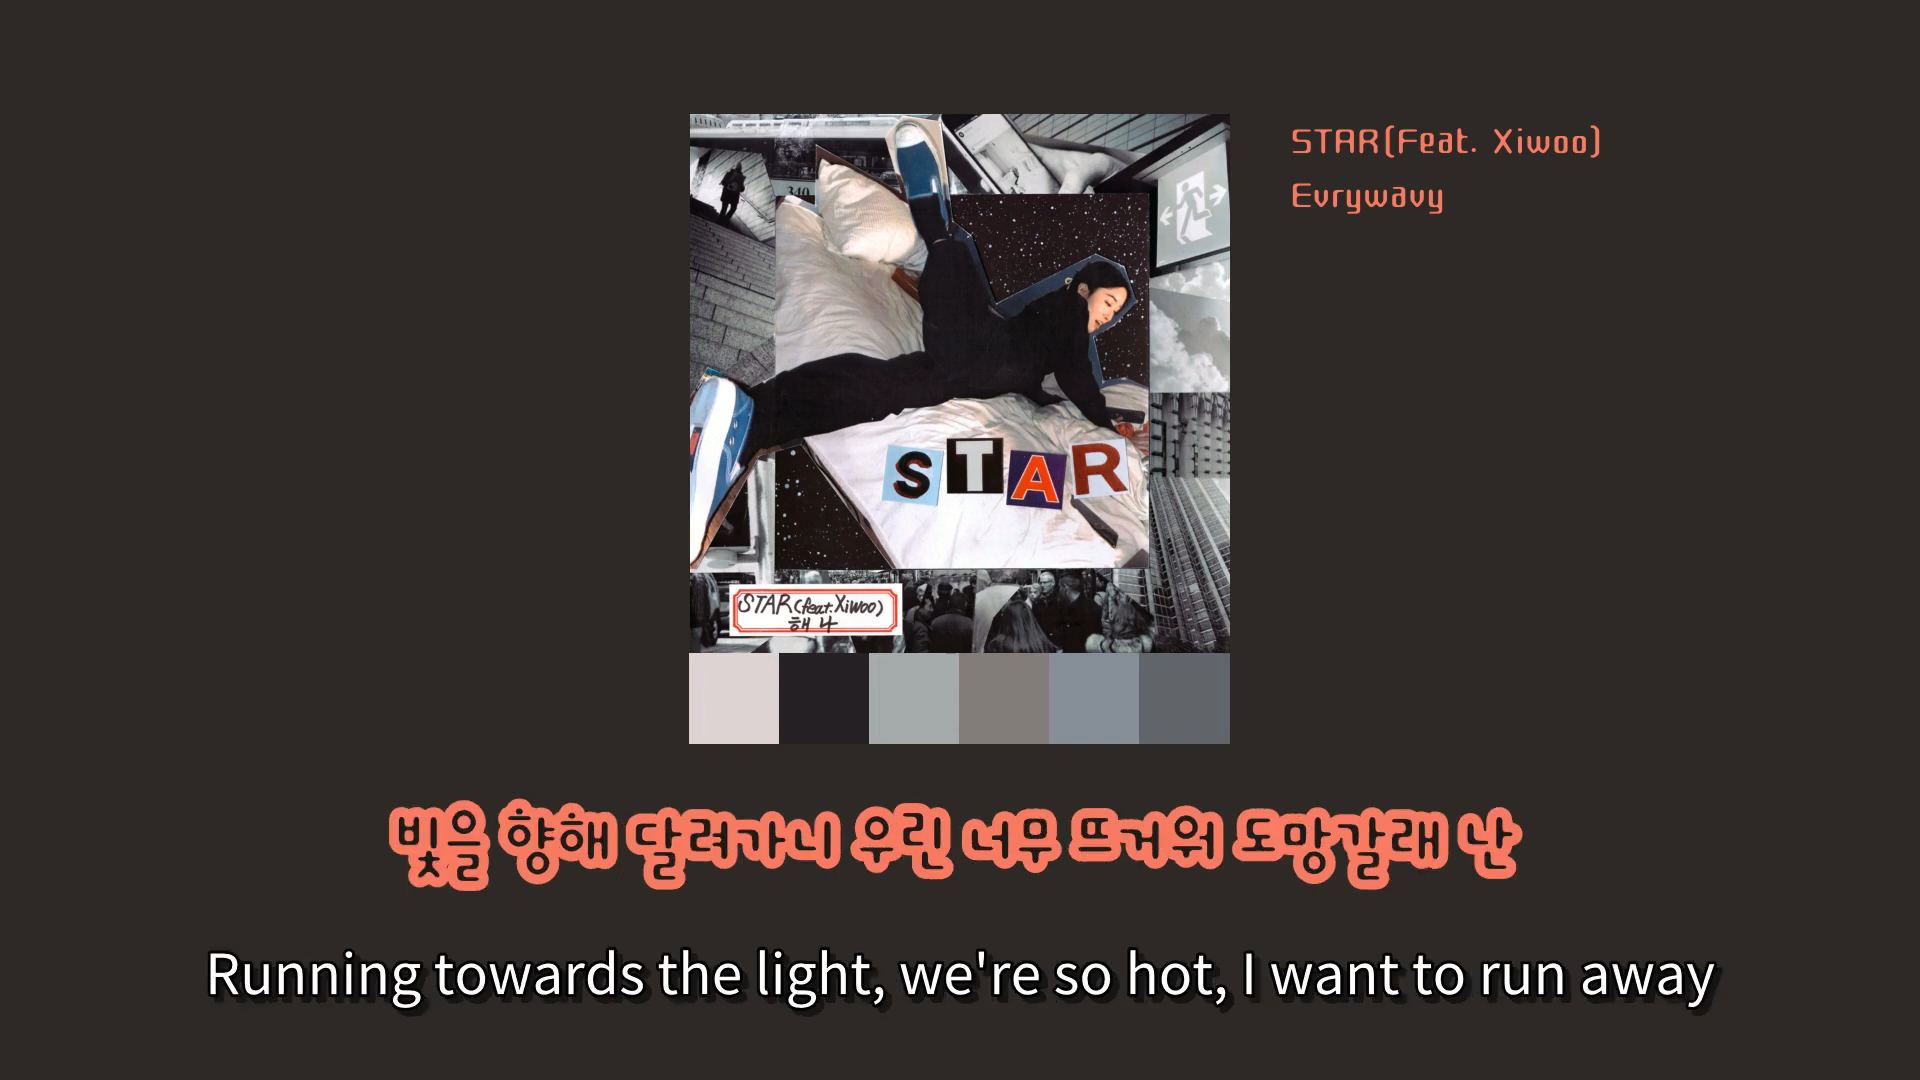 STAR(Feat. Xiwoo)
Evrywavy
340
STAR
STAR(feat.Xiwoo)
해나
빛을 향해 달려가니 우린 너무 뜨거워 도망갈래 난
Running towards the light, we're so hot, I want to run away